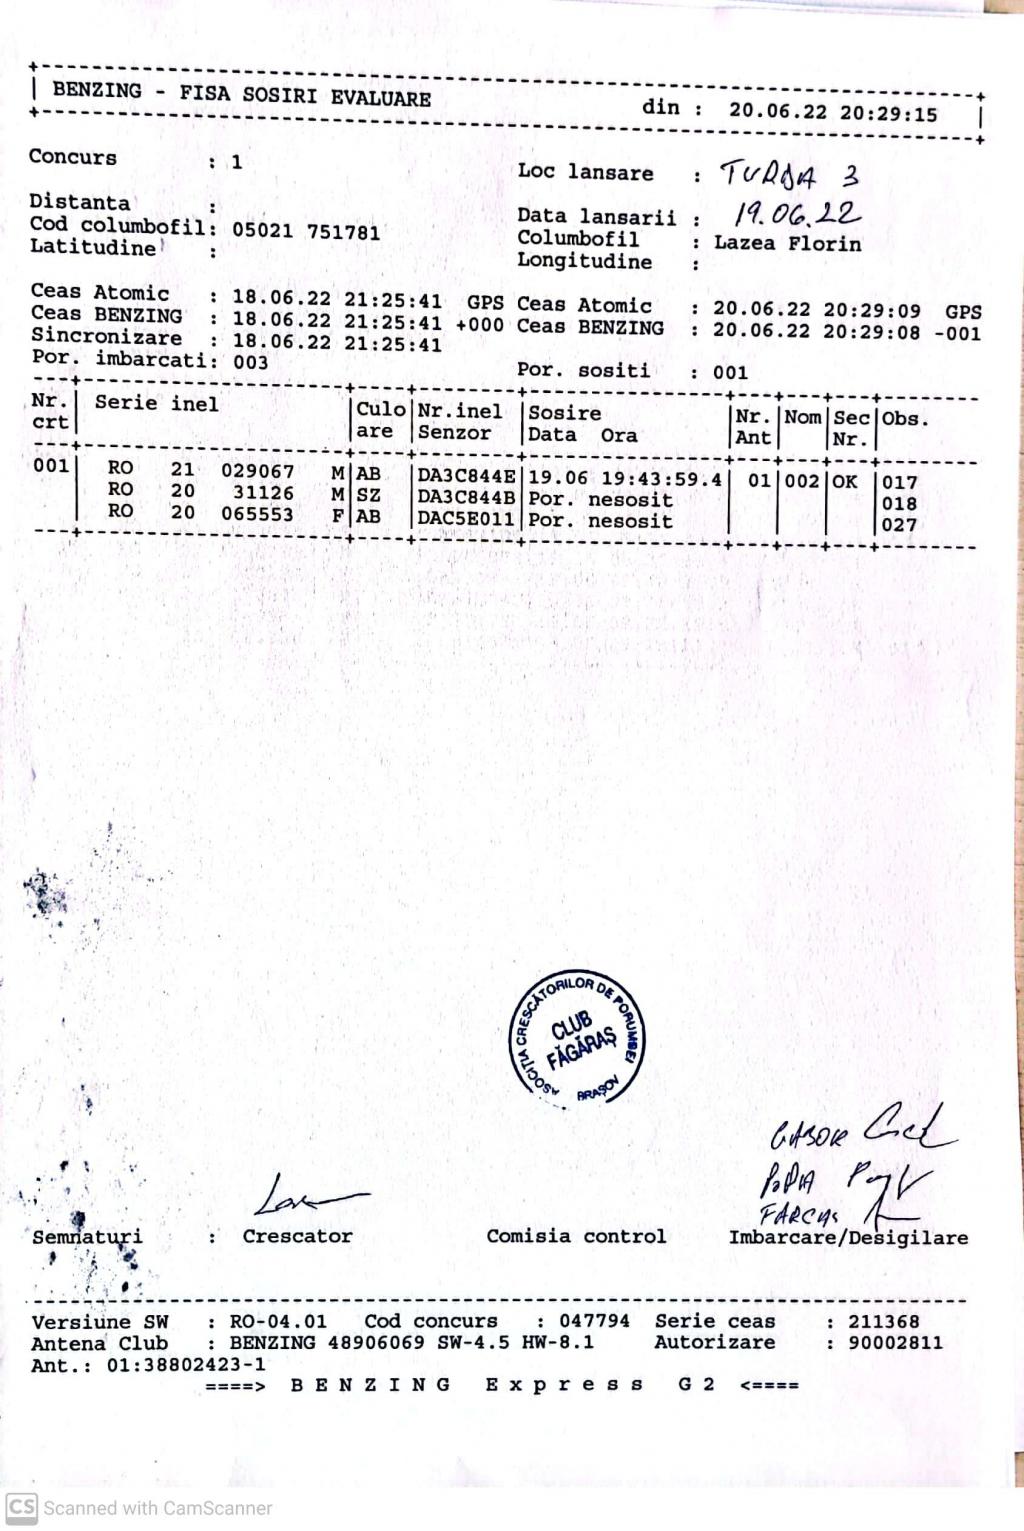 BENZING - FISA SOSIRI EVALUARE din : 20.06.22 20:29:15
Concurs : 1 Loc lansare : TURDA 3
Distanta : Data lansarii : 19.06.22
Cod columbofil: 05021 751781 Columbofil : Lazea Florin
Latitudine : Longitudine :
Ceas Atomic : 18.06.22 21:25:41 GPS Ceas Atomic : 20.06.22 20:29:09 GPS
Ceas BENZING : 18.06.22 21:25:41 +000 Ceas BENZING : 20.06.22 20:29:08 -001
Sincronizare : 18.06.22 21:25:41
Por. imbarcati: 003 Por. sositi : 001
Nr. | Serie inel |Culo|Nr.inel |Sosire |Nr.|Nom|Sec|Obs.
crt| |are |Senzor |Data Ora |Ant| |Nr.|
001| RO 21 029067 M|AB |DA3C844E|19.06 19:43:59.4| 01|002|OK |017
RO 20 31126 M|SZ |DA3C844B|Por. nesosit | | | |018
RO 20 065553 F|AB |DAC5E011|Por. nesosit | | | |027
ASOCIȚIA CRESCĂTORILOR DE PORUMBEI
CLUB
FĂGĂRAȘ
BRAȘOV
GABOR
POPA
FARCAS
Semnaturi : Crescator Comisia control Imbarcare/Desigilare
Versiune SW : RO-04.01 Cod concurs : 047794 Serie ceas : 211368
Antena Club : BENZING 48906069 SW-4.5 HW-8.1 Autorizare : 90002811
Ant.: 01:38802423-1
====> B E N Z I N G E x p r e s s G 2 <====
CS Scanned with CamScanner